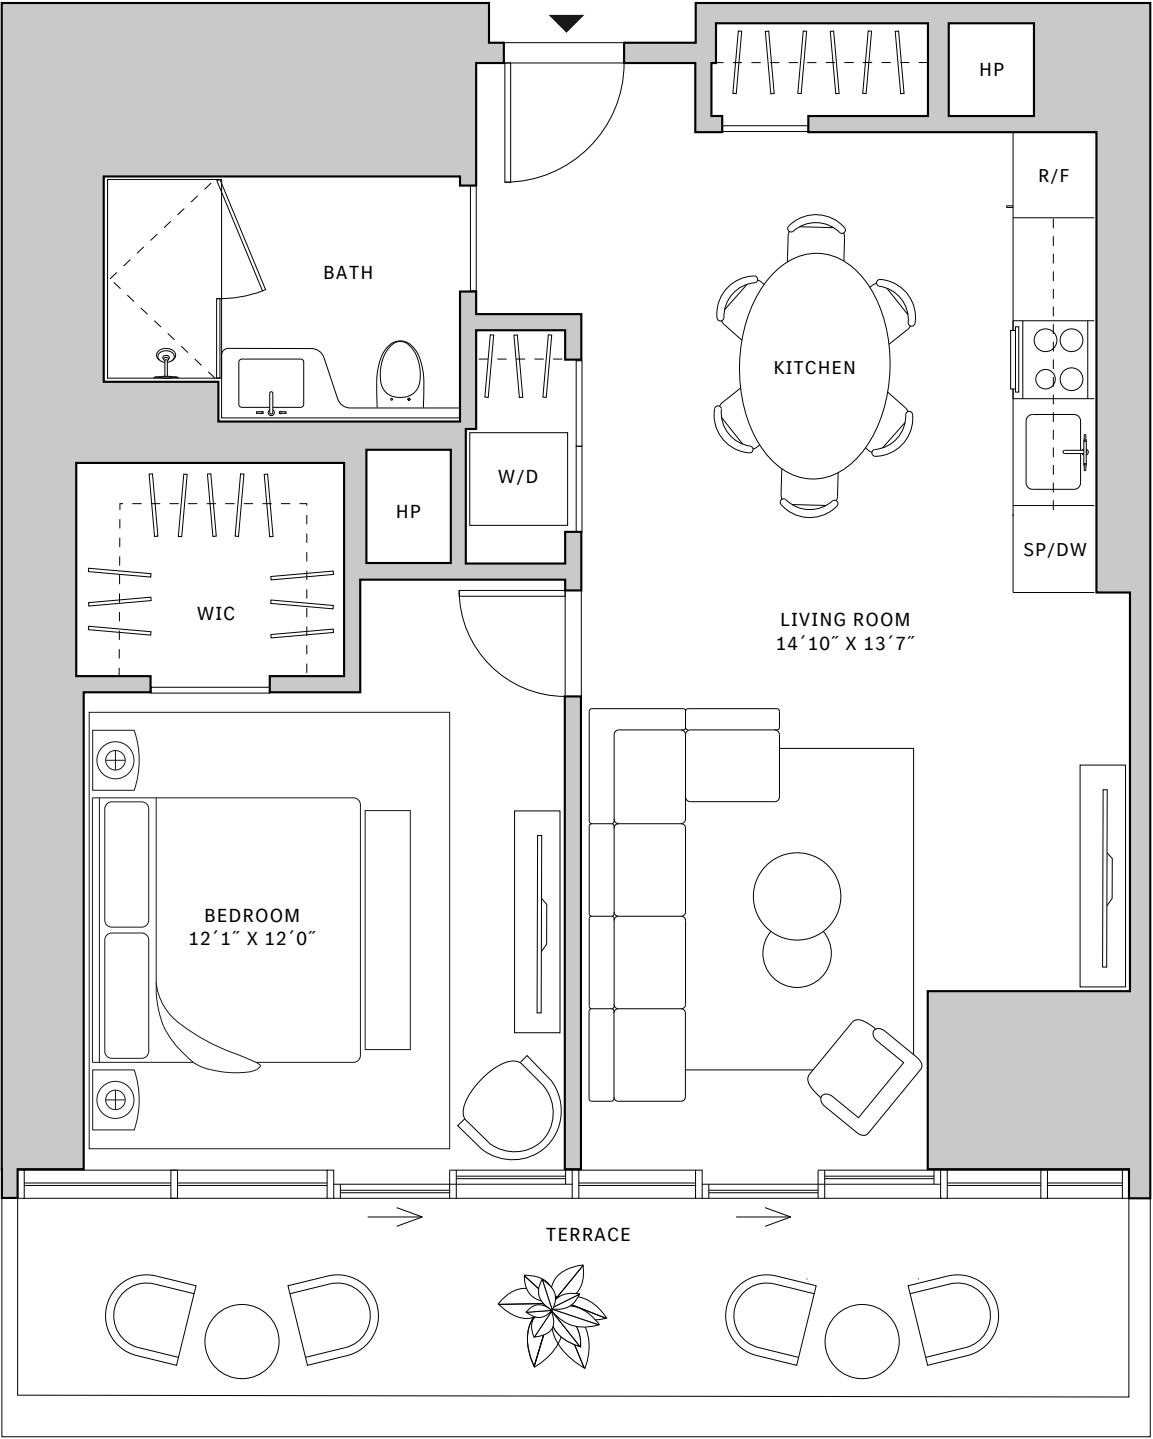 HP
R/F
BATH
KITCHEN
W/D
HP
SP/DW
WIC
LIVING ROOM
14´10˝ X 13´7˝
BEDROOM
12´1˝ X 12´0˝
TERRACE